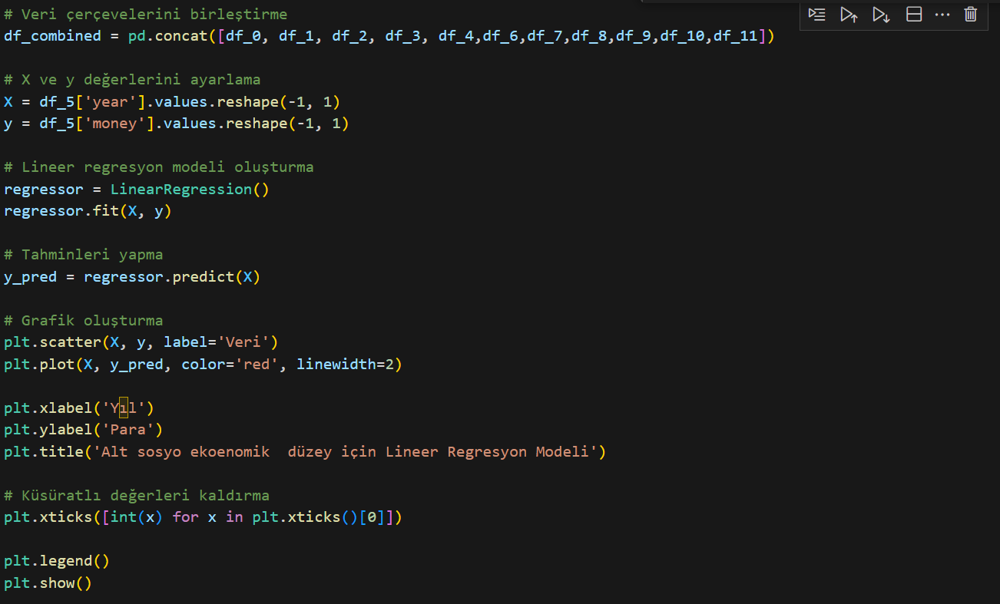 # Veri çerçevelerini birleştirme
df_combined = pd.concat([df_0, df_1, df_2, df_3, df_4,df_6,df_7,df_8,df_9,df_10,df_11])
# X ve y değerlerini ayarlama
X = df_5['year'].values.reshape(-1, 1)
y = df_5['money'].values.reshape(-1, 1)
# Lineer regresyon modeli oluşturma
regressor = LinearRegression()
regressor.fit(X, y)
# Tahminleri yapma
y_pred = regressor.predict(X)
# Grafik oluşturma
plt.scatter(X, y, label='Veri')
plt.plot(X, y_pred, color='red', linewidth=2)
plt.xlabel('Yıl')
plt.ylabel('Para')
plt.title('Alt sosyo ekoenomik  düzey için Lineer Regresyon Modeli')
# Küsüratlı değerleri kaldırma
plt.xticks([int(x) for x in plt.xticks()[0]])
plt.legend()
plt.show()